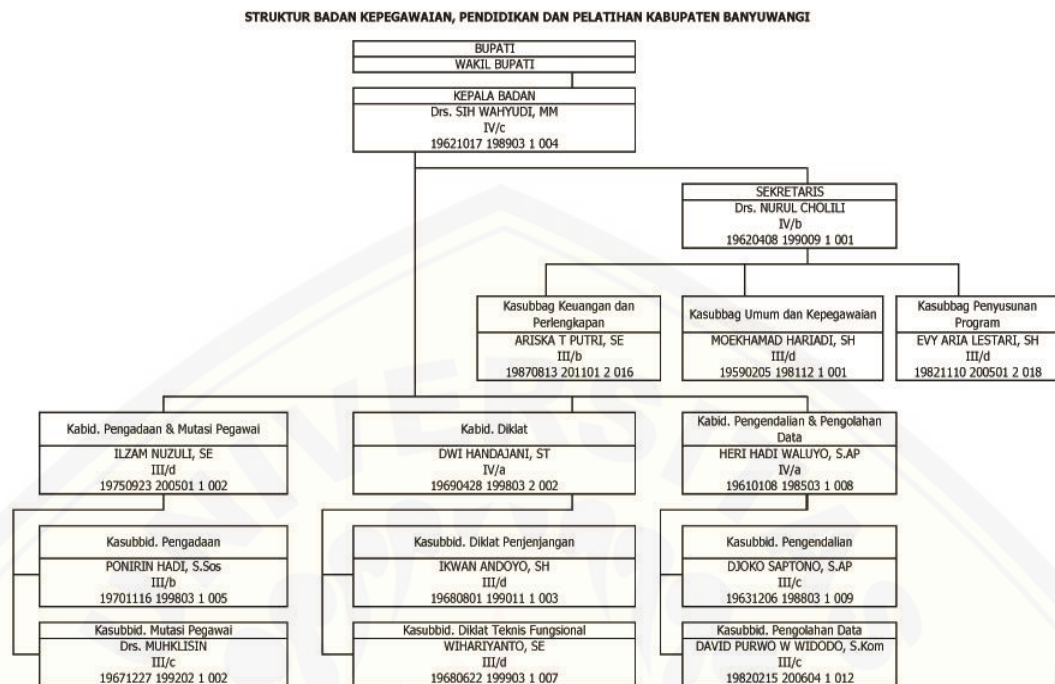 STRUKTUR BADAN KEPEGAWAIAN, PENDIDIKAN DAN PELATIHAN KABUPATEN BANYUWANGI
BUPATI
WAKIL BUPATI
KEPALA BADAN
Drs. SIH WAHYUDI, MM
IV/c
19621017 198903 1 004
SEKRETARIS
Drs. NURUL CHOLILI
IV/b
19620408 199009 1 001
Kasubbag Keuangan dan
Perlengkapan
ARISKA T PUTRI, SE
III/b
19870813 201101 2 016
Kasubbag Umum dan Kepegawaian
MOEKHAMAD HARIADI, SH
III/d
19590205 198112 1 001
Kasubbag Penyusunan
Program
EVY ARIA LESTARI, SH
III/d
19821110 200501 2 018
Kabid. Pengadaan & Mutasi Pegawai
ILZAM NUZULI, SE
III/d
19750923 200501 1 002
Kabid. Diklat
DWI HANDAJANI, ST
IV/a
19690428 199803 2 002
Kabid. Pengendalian & Pengolahan
Data
HERI HADI WALUYO, S.AP
IV/a
19610108 198503 1 008
Kasubbid. Pengadaan
PONIRIN HADI, S.Sos
III/b
19701116 199803 1 005
Kasubbid. Diklat Penjenjangan
IKWAN ANDOYO, SH
III/d
19680801 199011 1 003
Kasubbid. Pengendalian
DJOKO SAPTONO, S.AP
III/c
19631206 198803 1 009
Kasubbid. Mutasi Pegawai
Drs. MUHKLISIN
III/c
19671227 199202 1 002
Kasubbid. Diklat Teknis Fungsional
WIHARIYANTO, SE
III/d
19680622 199903 1 007
Kasubbid. Pengolahan Data
DAVID PURWO W WIDODO, S.Kom
III/c
19820215 200604 1 012
UNIVERSITA